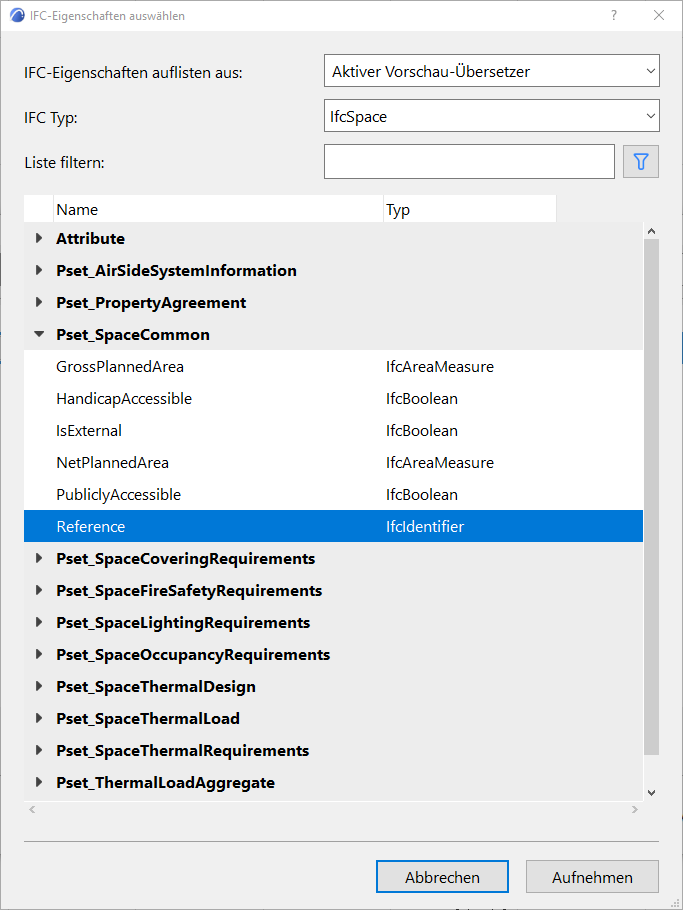 IFC-Eigenschaften auswählen ?
IFC-Eigenschaften auflisten aus: Aktiver Vorschau-Übersetzer
IFC Typ: IfcSpace
Liste filtern:
Name Typ
Attribute
Pset_AirSideSystemInformation
Pset_PropertyAgreement
Pset_SpaceCommon
GrossPlannedArea IfcAreaMeasure
HandicapAccessible IfcBoolean
IsExternal IfcBoolean
NetPlannedArea IfcAreaMeasure
PubliclyAccessible IfcBoolean
Reference IfcIdentifier
Pset_SpaceCoveringRequirements
Pset_SpaceFireSafetyRequirements
Pset_SpaceLightingRequirements
Pset_SpaceOccupancyRequirements
Pset_SpaceThermalDesign
Pset_SpaceThermalLoad
Pset_SpaceThermalRequirements
Pset_ThermalLoadAggregate
Abbrechen Aufnehmen